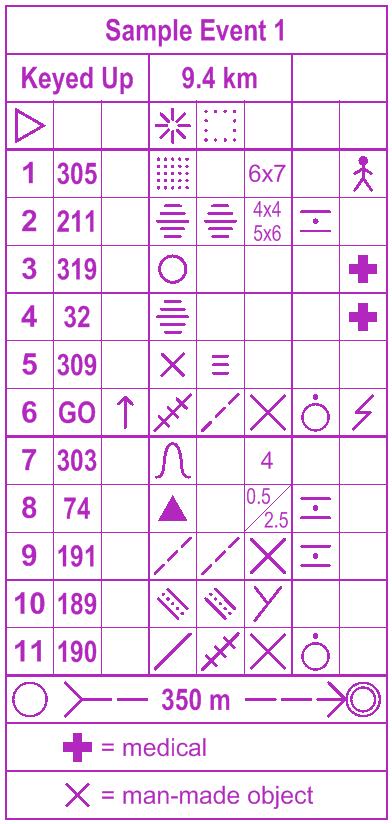 Sample Event 1
Keyed Up 9.4 km
1 305 6x7
2 211 4x4
5x6
3 319
4 32
5 309
6 GO
7 303 4
8 74 0.5/2.5
9 191
10 189
11 190
350 m
= medical
= man-made object